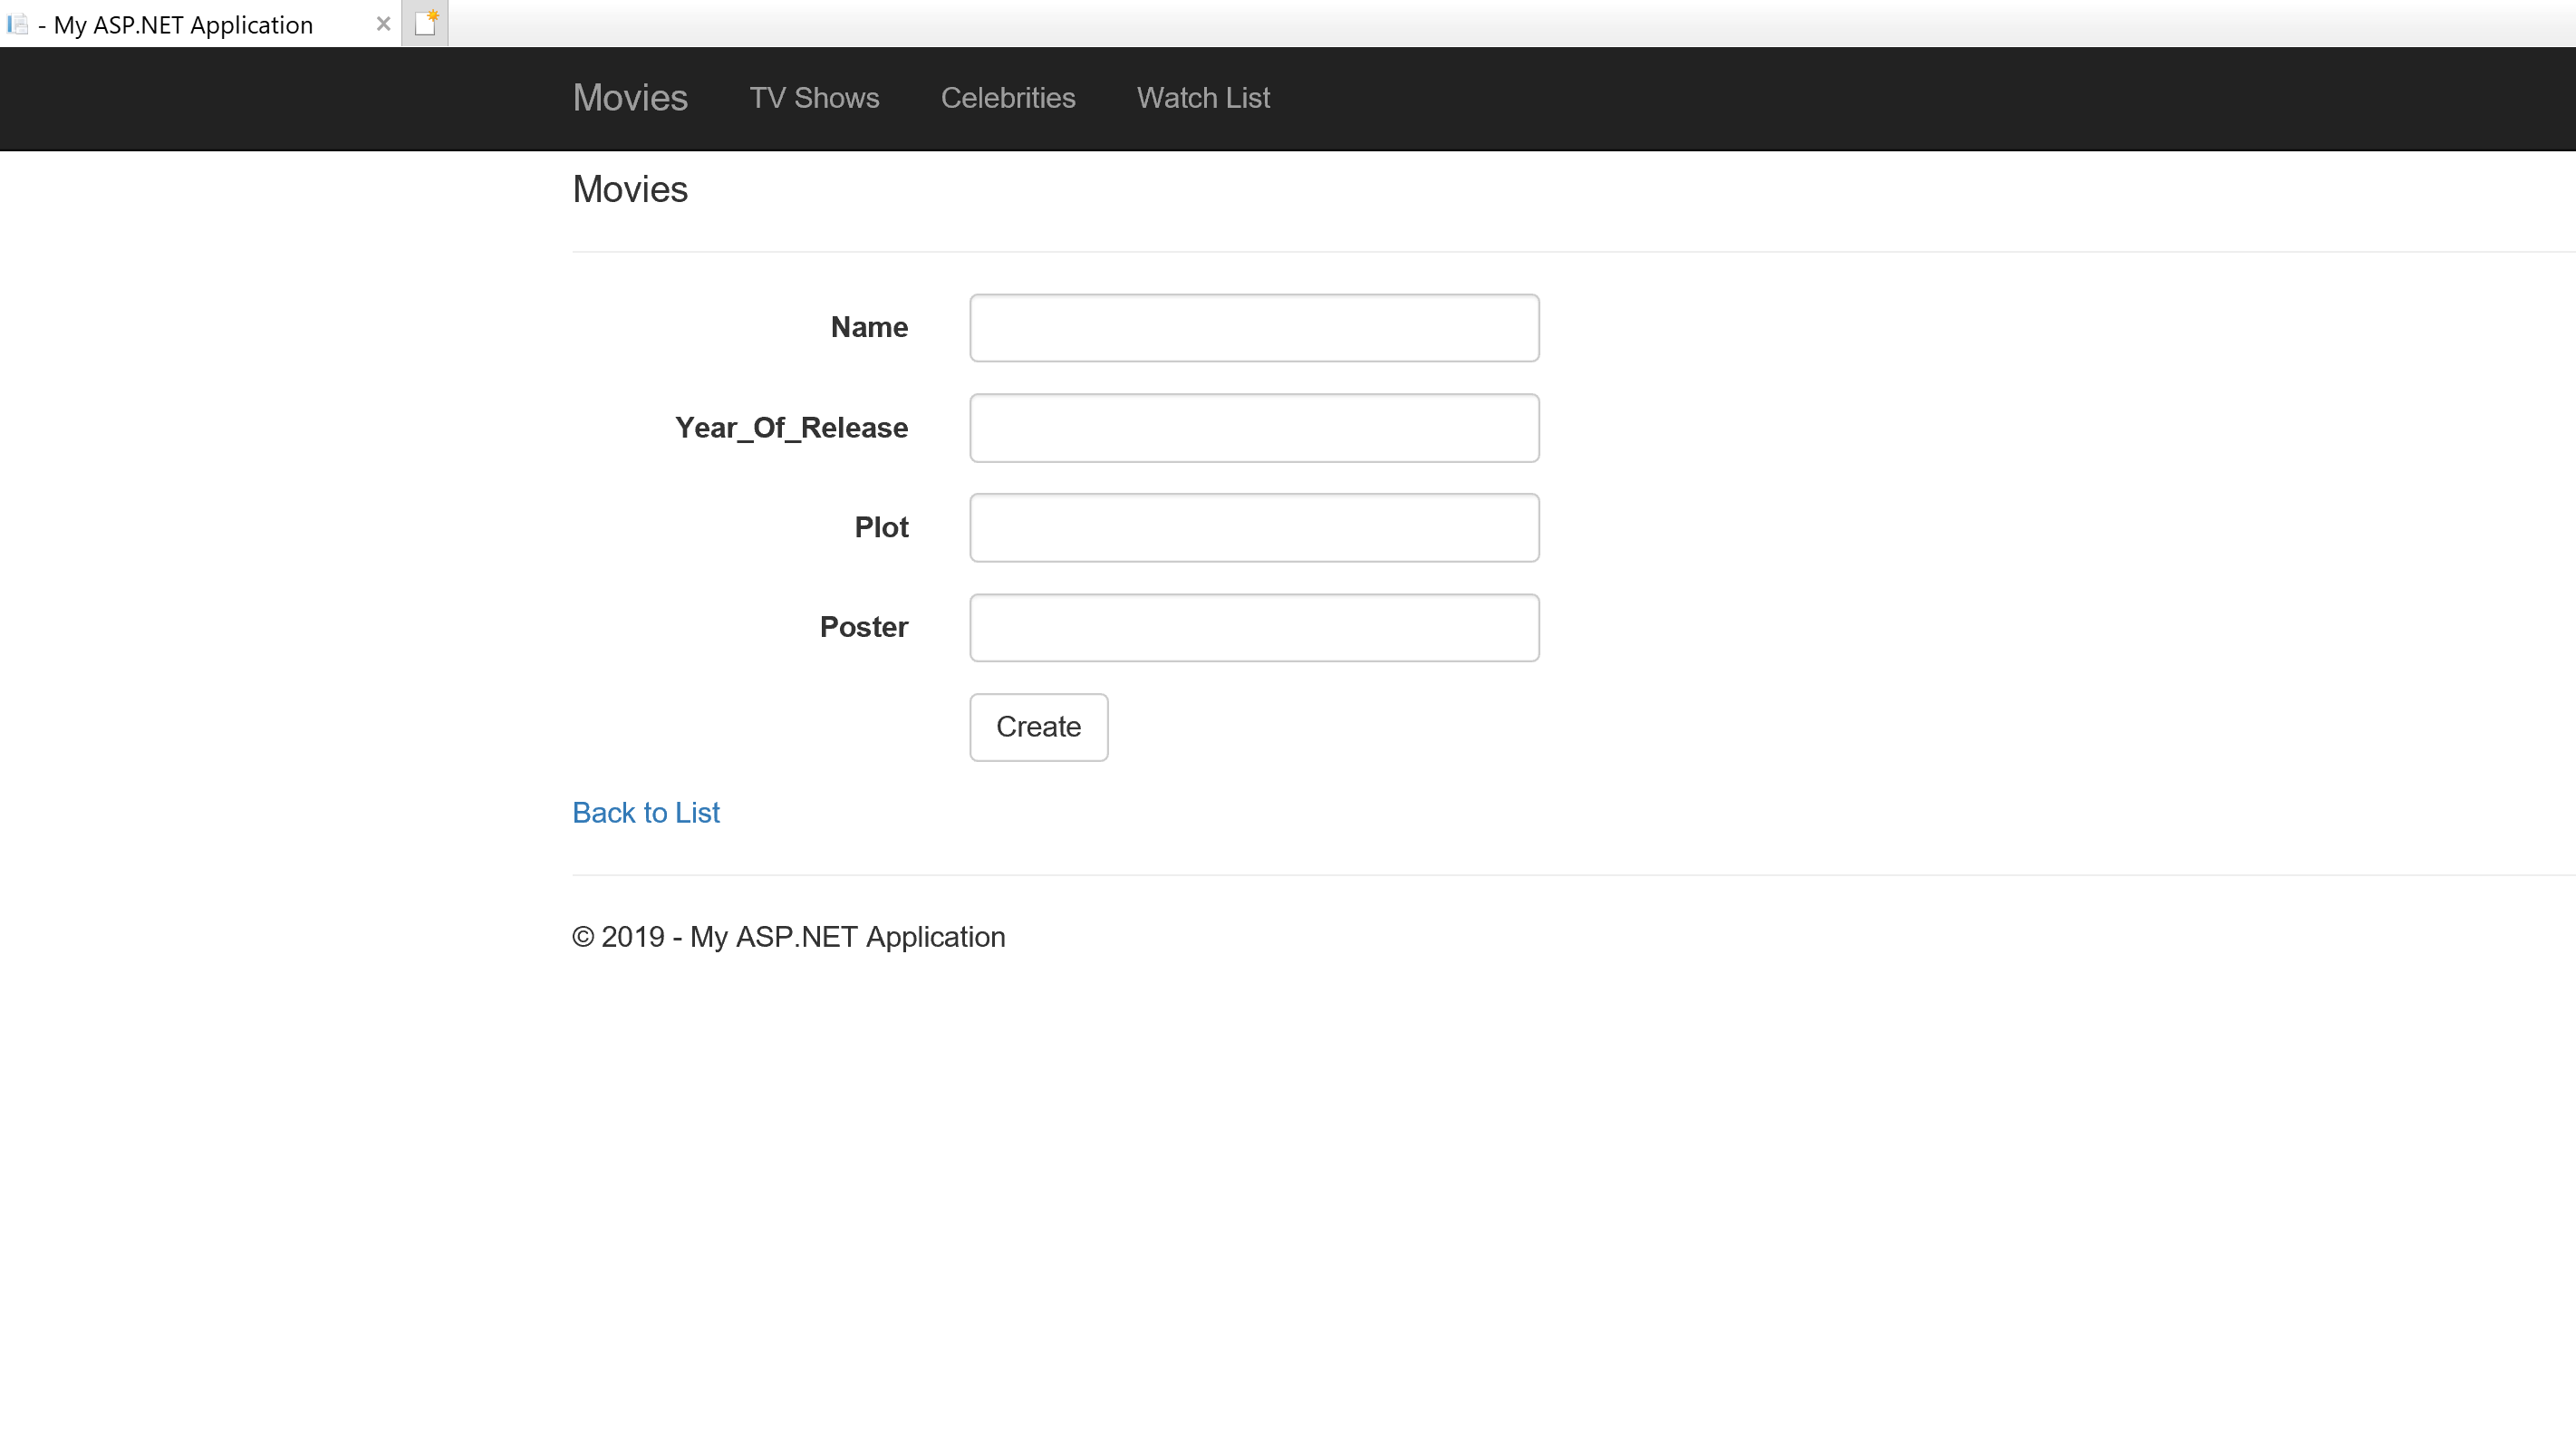 - My ASP.NET Application
Movies TV Shows Celebrities Watch List
Movies
Name
Year_Of_Release
Plot
Poster
Create
Back to List
© 2019 - My ASP.NET Application